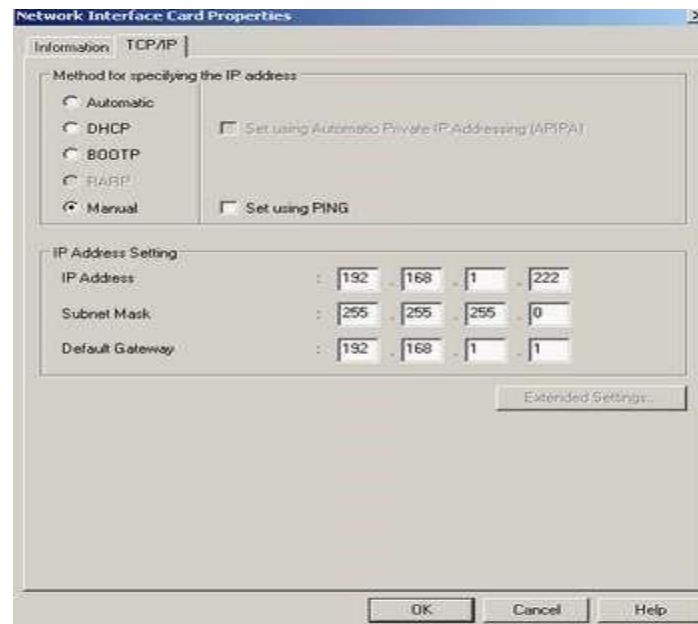 Network Interface Card Properties
Information TCP/IP
Method for specifying the IP address
Automatic
DHCP Set using Automatic Private IP Addressing (APIPA)
BOOTP
RARP
Manual Set using PING
IP Address Setting
IP Address : 192 . 168 . 1 . 222
Subnet Mask : 255 . 255 . 255 . 0
Default Gateway : 192 . 168 . 1 . 1
Extended Settings...
OK Cancel Help